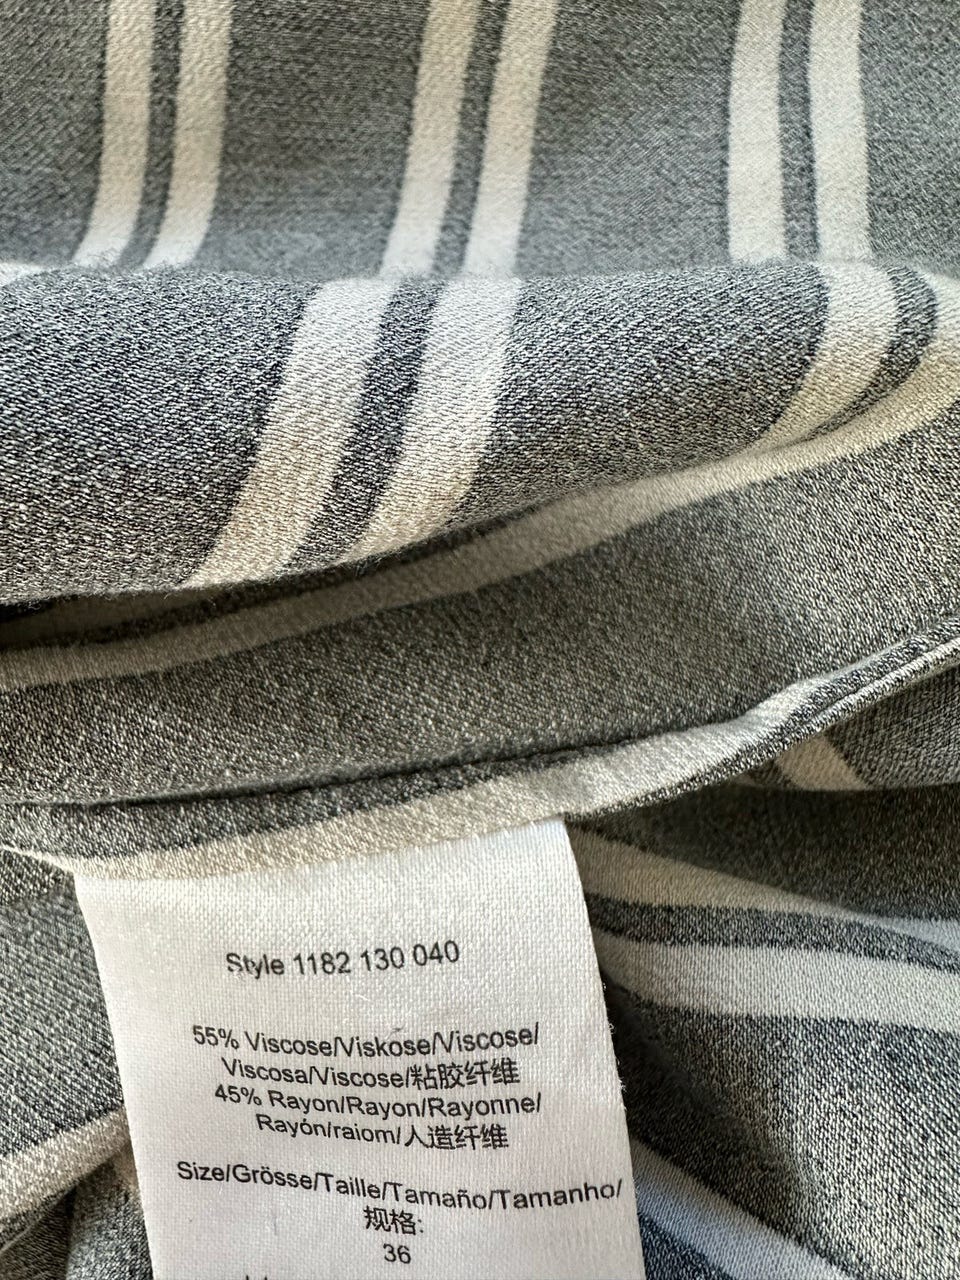 Style 1182 130 040
55% Viscose/Viskose/Viscose/
Viscosa/Viscose/粘胶纤维
45% Rayon/Rayon/Rayonne/
Rayón/raiom/人造纤维
Size/Grösse/Taille/Tamaño/Tamanho/
规格:
36